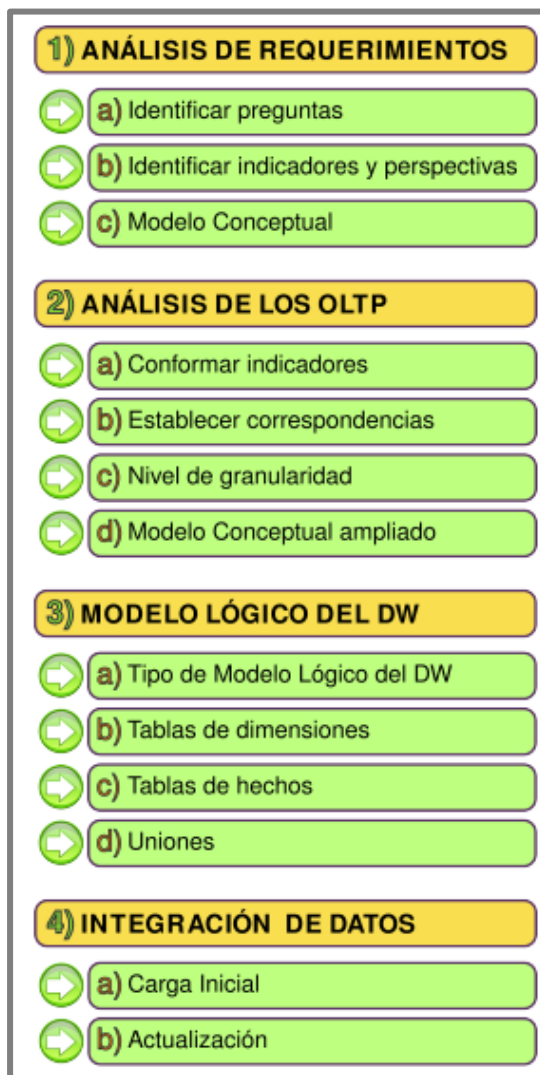 1) ANÁLISIS DE REQUERIMIENTOS
a) Identificar preguntas
b) Identificar indicadores y perspectivas
c) Modelo Conceptual
2) ANÁLISIS DE LOS OLTP
a) Conformar indicadores
b) Establecer correspondencias
c) Nivel de granularidad
d) Modelo Conceptual ampliado
3) MODELO LÓGICO DEL DW
a) Tipo de Modelo Lógico del DW
b) Tablas de dimensiones
c) Tablas de hechos
d) Uniones
4) INTEGRACIÓN DE DATOS
a) Carga Inicial
b) Actualización